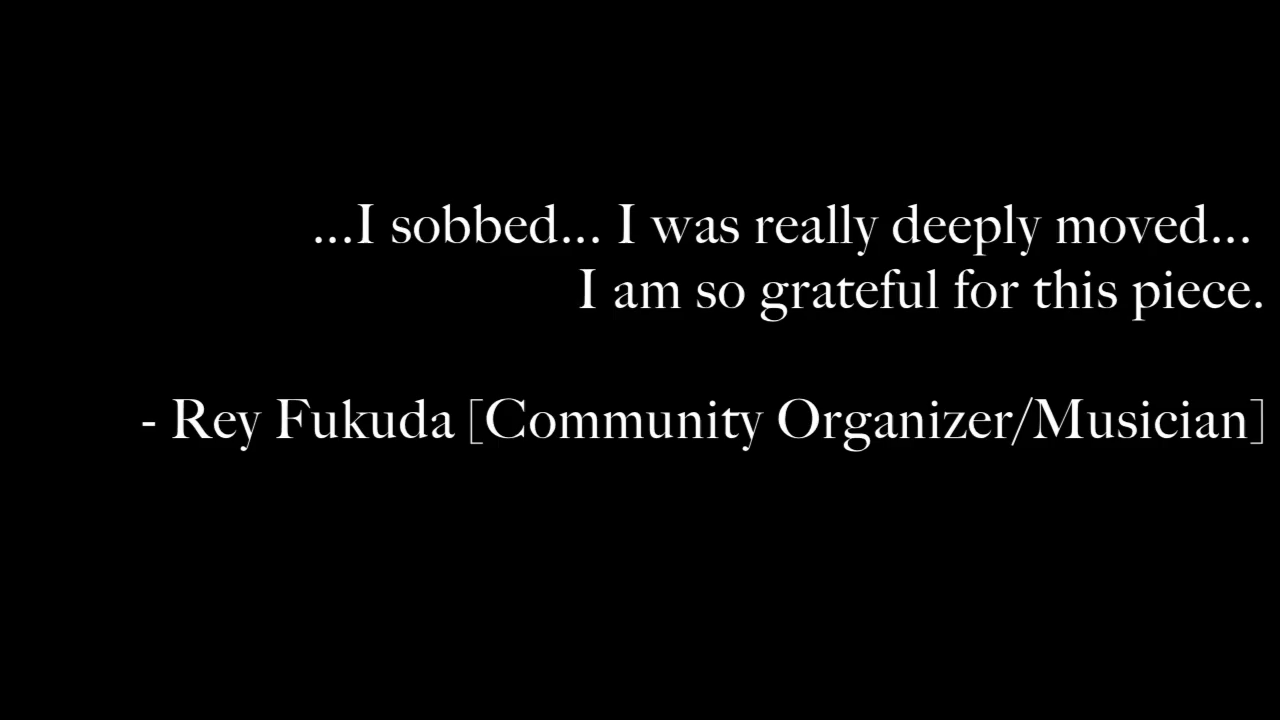 ...I sobbed... I was really deeply moved...
I am so grateful for this piece.
- Rey Fukuda [Community Organizer/Musician]